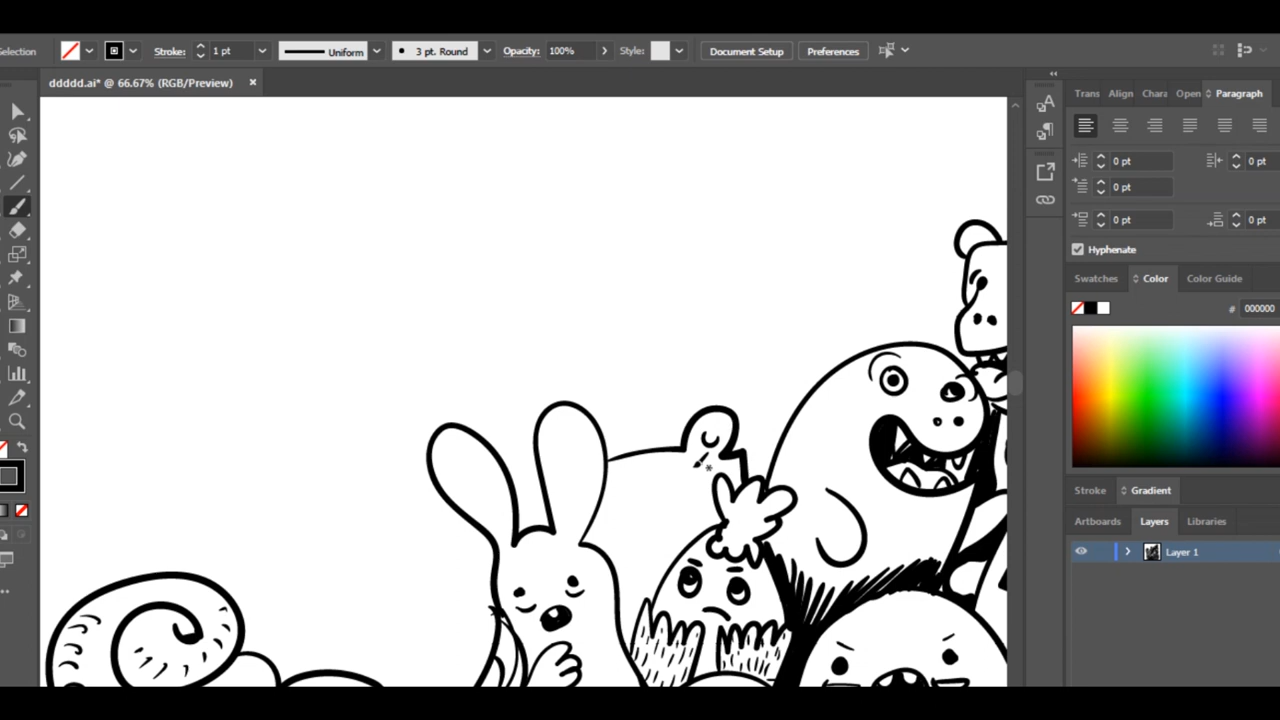 Selection Stroke: 1 pt Uniform 3 pt. Round Opacity: 100% Style: Document Setup Preferences
ddddd.ai* @ 66.67% (RGB/Preview) ×
Trans Align Chara Open Paragraph
0 pt 0 pt
0 pt
0 pt 0 pt
Hyphenate
Swatches Color Color Guide
# 000000
Stroke Gradient
Artboards Layers Libraries
Layer 1